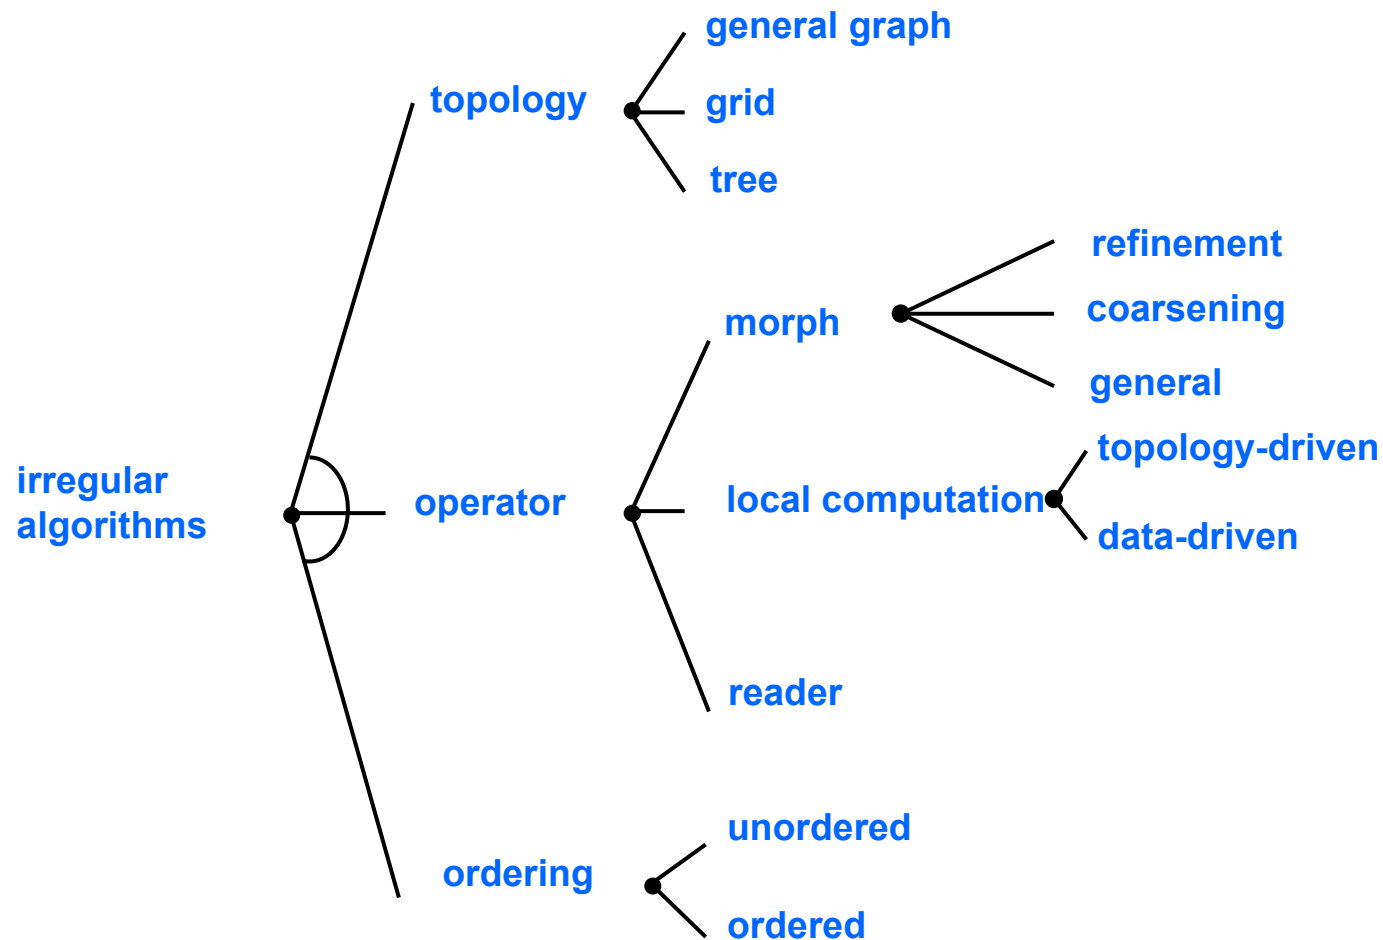 general graph
topology
grid
tree
refinement
morph
coarsening
general
topology-driven
irregular
algorithms
operator
local computation
data-driven
reader
unordered
ordering
ordered